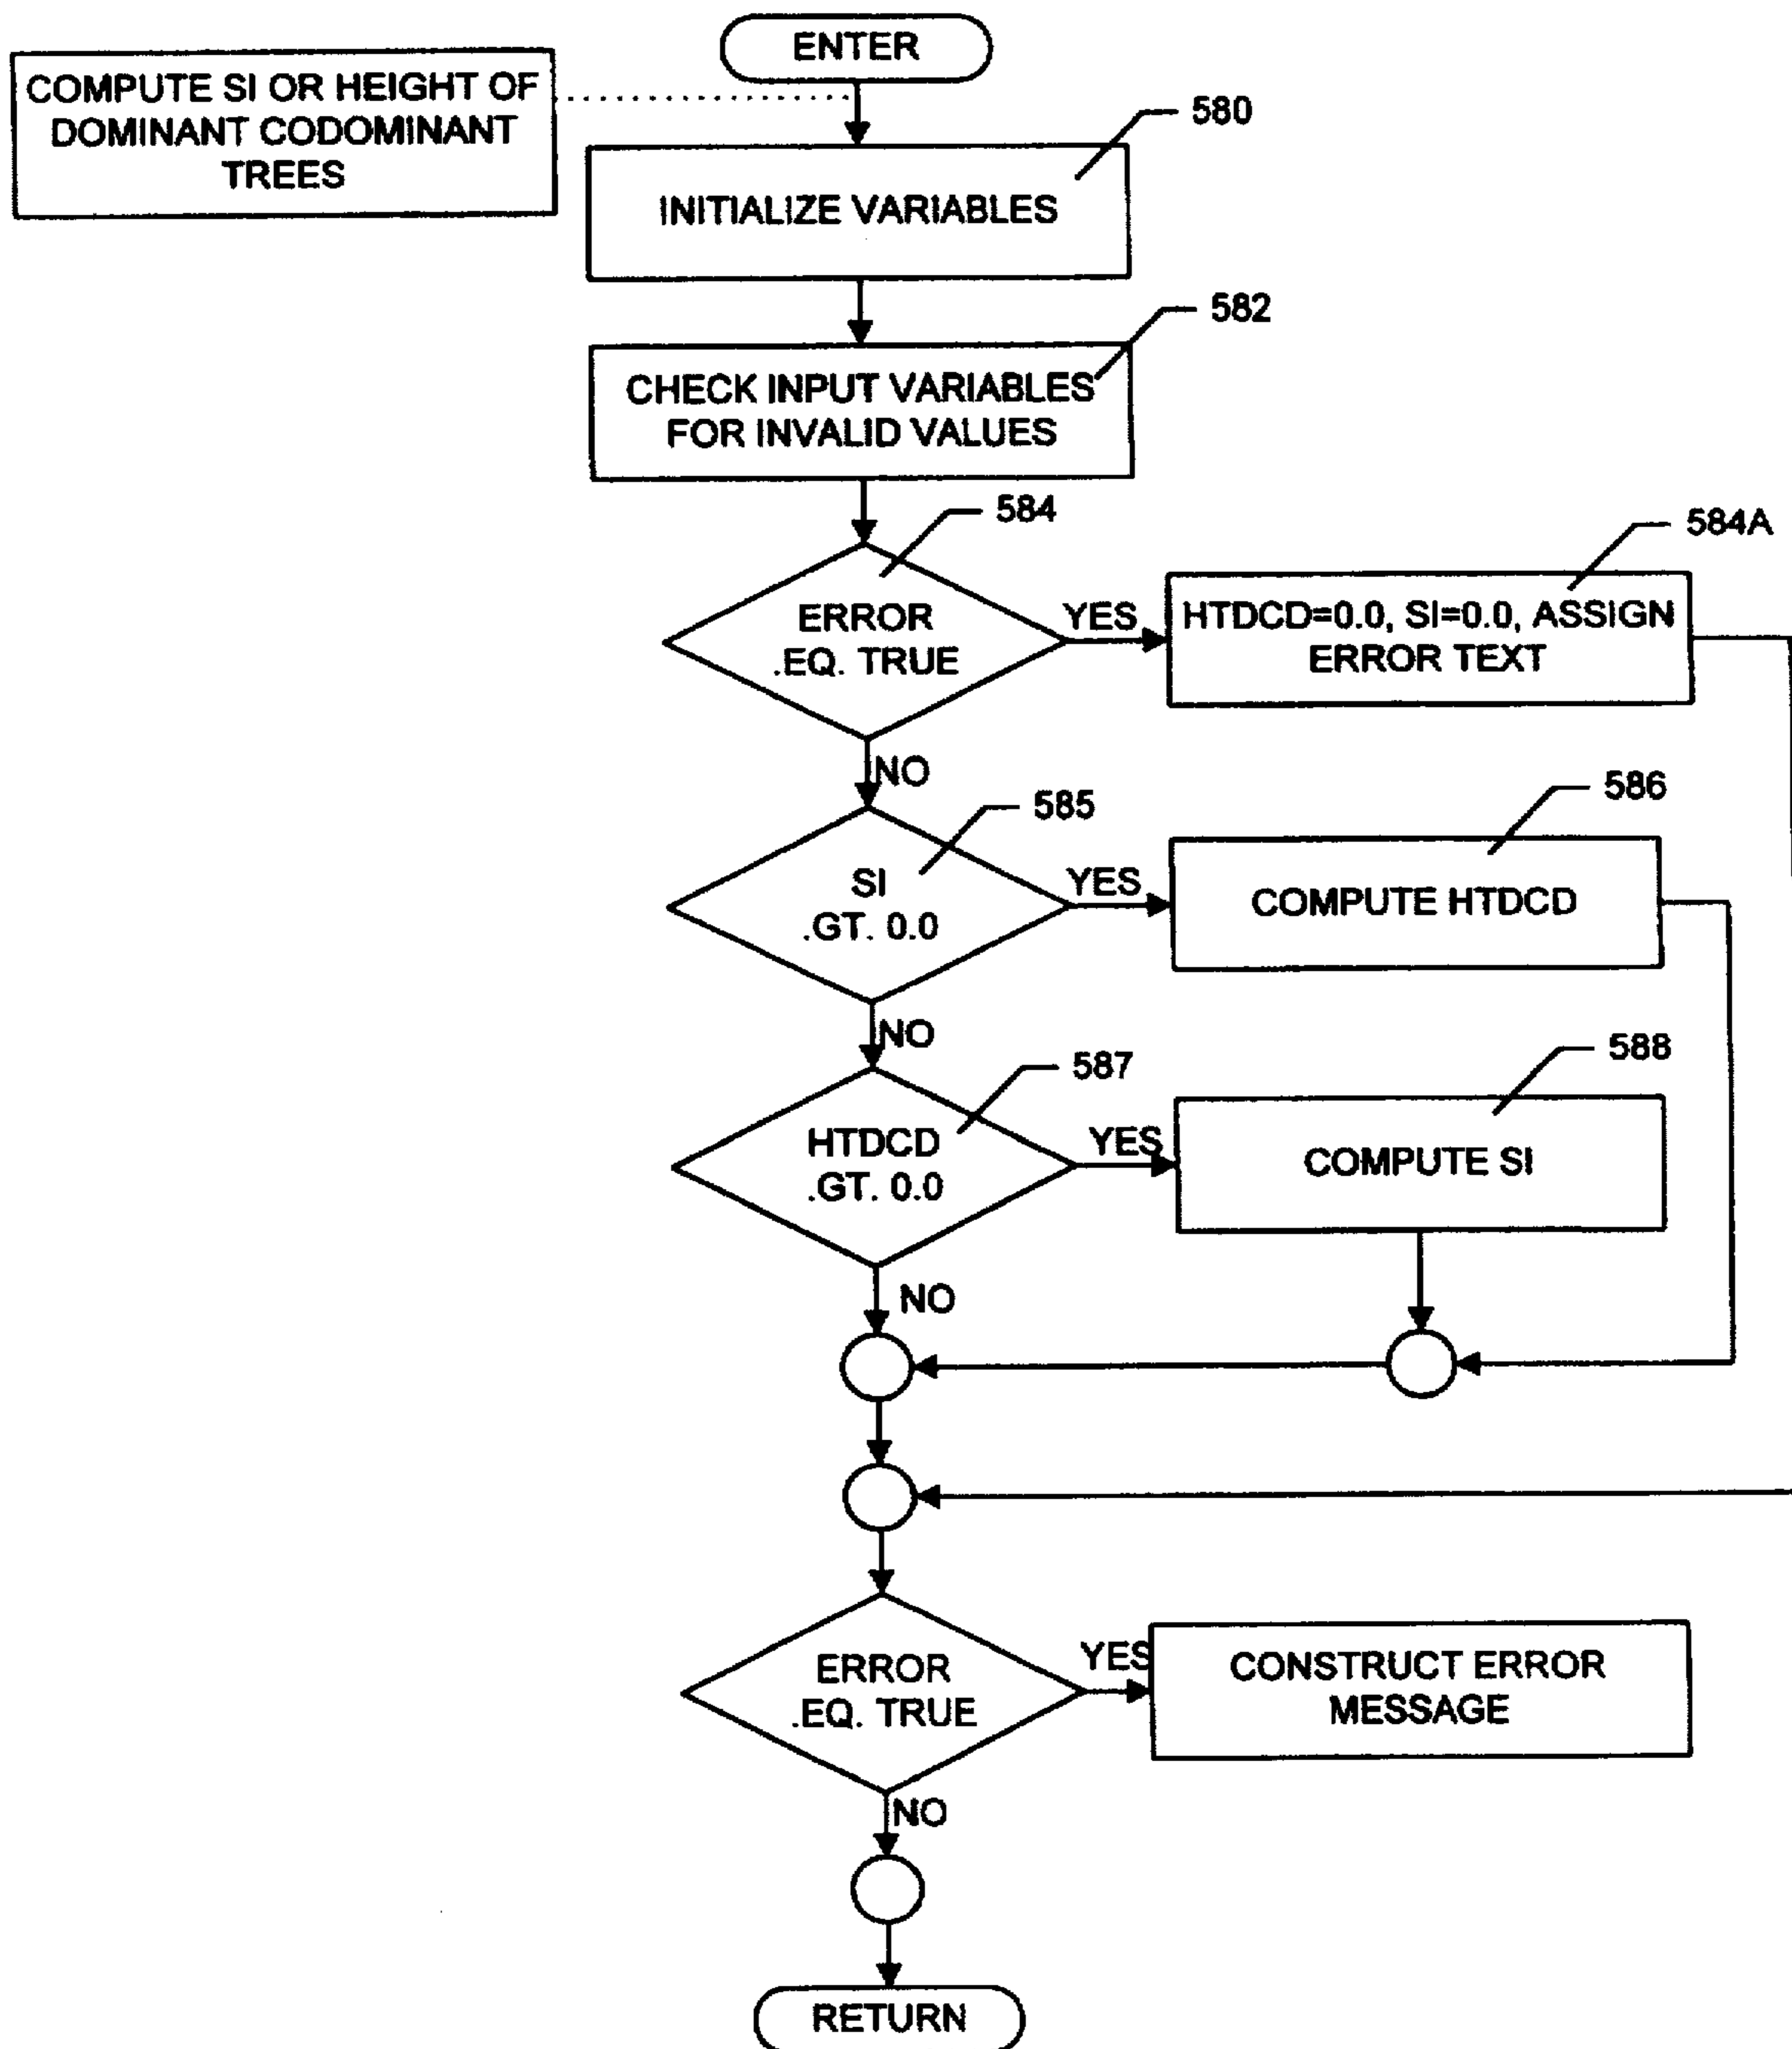 ENTER
COMPUTE SI OR HEIGHT OF
DOMINANT CODOMINANT
TREES
580
INITIALIZE VARIABLES
582
CHECK INPUT VARIABLES
FOR INVALID VALUES
584
584A
ERROR
.EQ. TRUE
YES
HTDCD=0.0, SI=0.0, ASSIGN
ERROR TEXT
NO
585
586
SI
.GT. 0.0
YES
COMPUTE HTDCD
NO
587
588
HTDCD
.GT. 0.0
YES
COMPUTE SI
NO
ERROR
.EQ. TRUE
YES
CONSTRUCT ERROR
MESSAGE
NO
RETURN